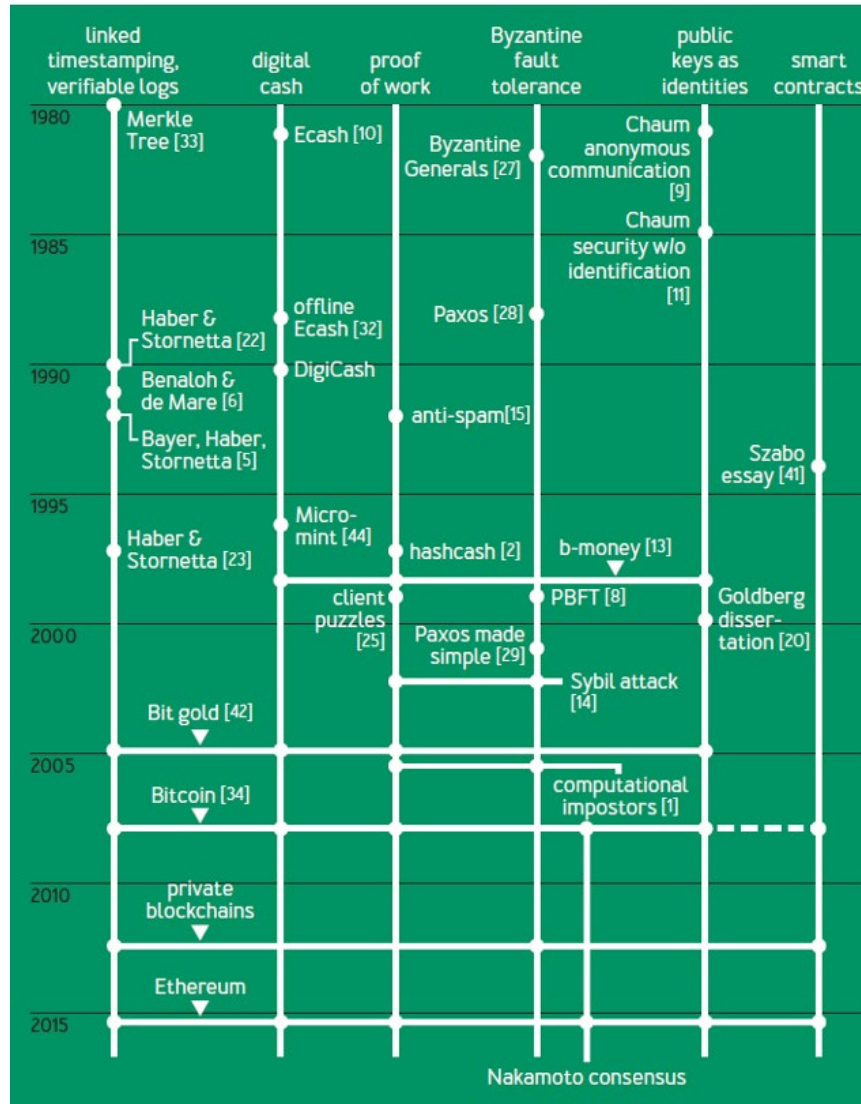 linked
timestamping,
verifiable logs
digital
cash
proof
of work
Byzantine
fault
tolerance
public
keys as
identities
smart
contracts
1980
Merkle
Tree [33]
Ecash [10]
Byzantine
Generals [27]
Chaum
anonymous
communication
[9]
1985
Chaum
security w/o
identification
[11]
Haber &
Stornetta [22]
offline
Ecash [32]
Paxos [28]
1990
DigiCash
Benaloh &
de Mare [6]
anti-spam[15]
Bayer, Haber,
Stornetta [5]
Szabo
essay [41]
1995
Micro-
mint [44]
Haber &
Stornetta [23]
hashcash [2]
b-money [13]
client
puzzles
[25]
PBFT [8]
Goldberg
disser-
tation [20]
2000
Paxos made
simple [29]
Sybil attack
[14]
Bit gold [42]
2005
computational
impostors [1]
Bitcoin [34]
2010
private
blockchains
Ethereum
2015
Nakamoto consensus